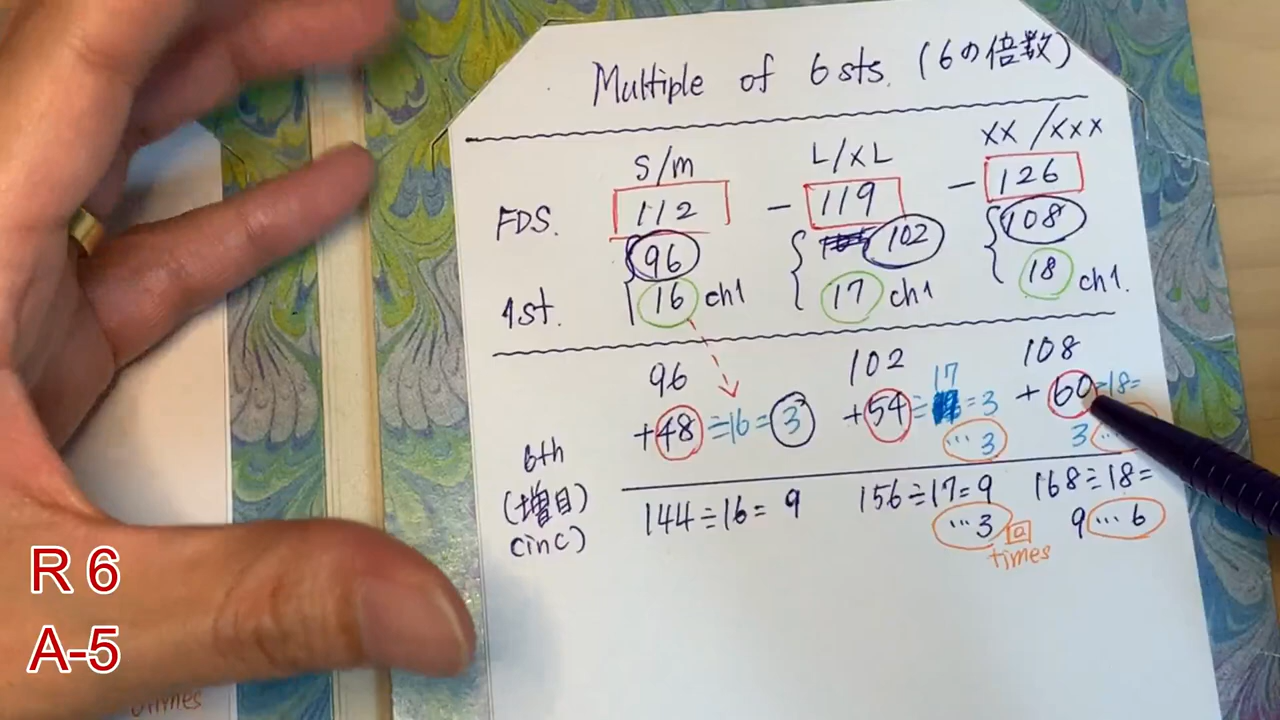 Multiple of 6 sts. (6の倍数)
S/m L/XL XX/XXX
FDS. 112 - 119 - 126
96 102 108
1st. 16 ch1 17 ch1 18 ch1.
96 102 108
+48÷16=3 +54÷17=3 …3 +60÷18= 3
6th
(増目) 144÷16=9 156÷17=9 168÷18=
(inc) …3回 9…6
times
R 6
A-5
times